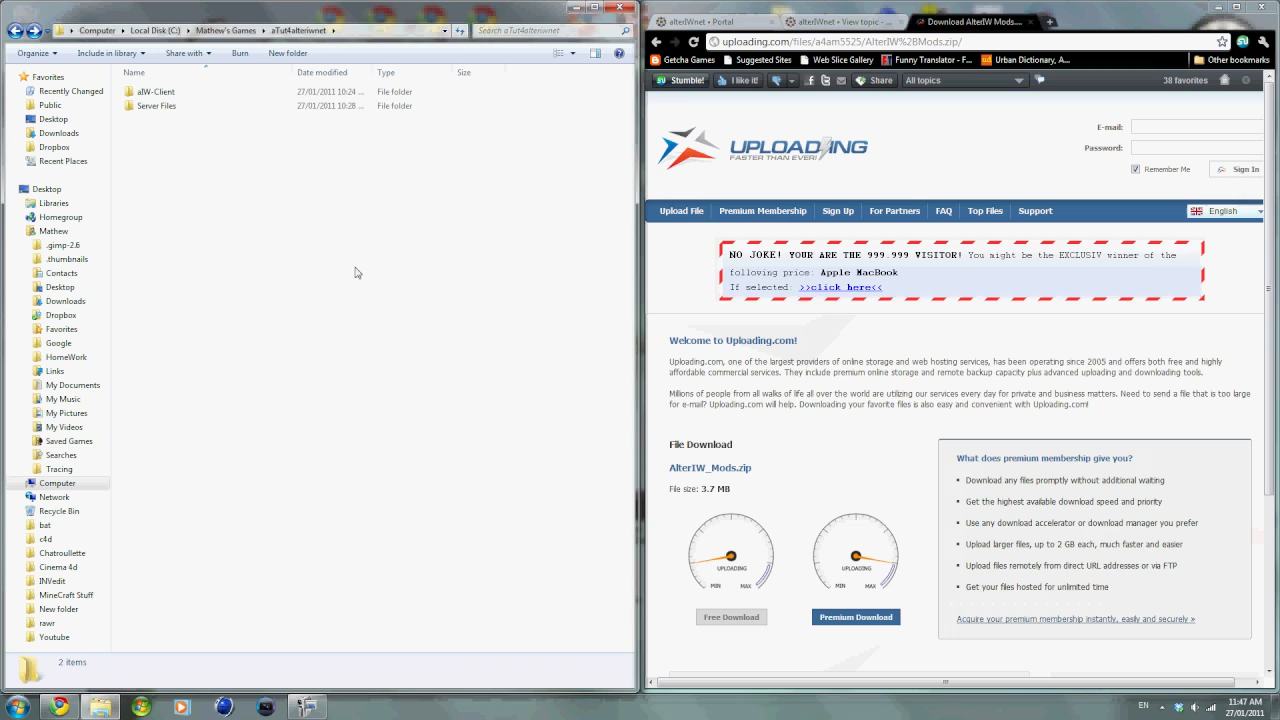 Computer ▸ Local Disk (C:) ▸ Mathew's Games ▸ aTut4alteriwnet ▸
Search aTut4alteriwnet
Organize
Include in library
Share with
Burn
New folder
Name
Date modified
Type
Size
aIW-Client
27/01/2011 10:24 ...
File folder
Server Files
27/01/2011 10:28 ...
File folder
Favorites
Recently Changed
Public
Desktop
Downloads
Dropbox
Recent Places
Desktop
Libraries
Homegroup
Mathew
.gimp-2.6
.thumbnails
Contacts
Desktop
Downloads
Dropbox
Favorites
Google
HomeWork
Links
My Documents
My Music
My Pictures
My Videos
Saved Games
Searches
Tracing
Computer
Network
Recycle Bin
bat
c4d
Chatroullette
Cinema 4d
INVedit
MineCraft Stuff
New folder
rawr
Youtube
2 items
alterIWnet • Portal
alterIWnet • View topic - ...
Download AlterIW Mods....
uploading.com/files/a4am5525/AlterIW%2BMods.zip/
Getcha Games
Suggested Sites
Web Slice Gallery
Funny Translator - F...
Urban Dictionary, A...
Other bookmarks
Stumble!
I like it!
Share
All topics
38 favorites
UPLOADING
FASTER THAN EVER!
E-mail:
Password:
Remember Me
Sign In
Upload File
Premium Membership
Sign Up
For Partners
FAQ
Top Files
Support
English
NO JOKE! YOUR ARE THE 999.999 VISITOR! You might be the EXCLUSIV winner of the
following price: Apple MacBook
If selected: >>click here<<
Welcome to Uploading.com!
Uploading.com, one of the largest providers of online storage and web hosting services, has been operating since 2005 and offers both free and highly
affordable commercial services. They include premium online storage and remote backup capacity plus advanced uploading and downloading tools.
Millions of people from all walks of life all over the world are utilizing our services every day for private and business matters. Need to send a file that is too large
for e-mail? Uploading.com will help. Downloading your favorite files is also easy and convenient with Uploading.com!
File Download
AlterIW_Mods.zip
File size: 3.7 MB
UPLOADING
MIN
MAX
UPLOADING
MIN
MAX
Free Download
Premium Download
What does premium membership give you?
Download any files promptly without additional waiting
Get the highest available download speed and priority
Use any download accelerator or download manager you prefer
Upload larger files, up to 2 GB each, much faster and easier
Upload files remotely from direct URL addresses or via FTP
Get your files hosted for unlimited time
Acquire your premium membership instantly, easily and securely »
EN
11:47 AM
27/01/2011